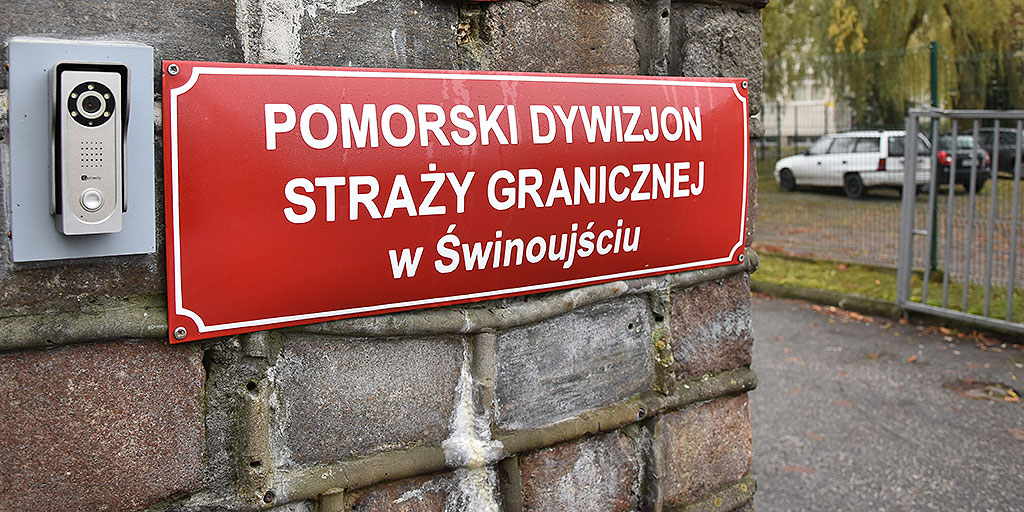 POMORSKI DYWIZJON
STRAŻY GRANICZNEJ
w Świnoujściu